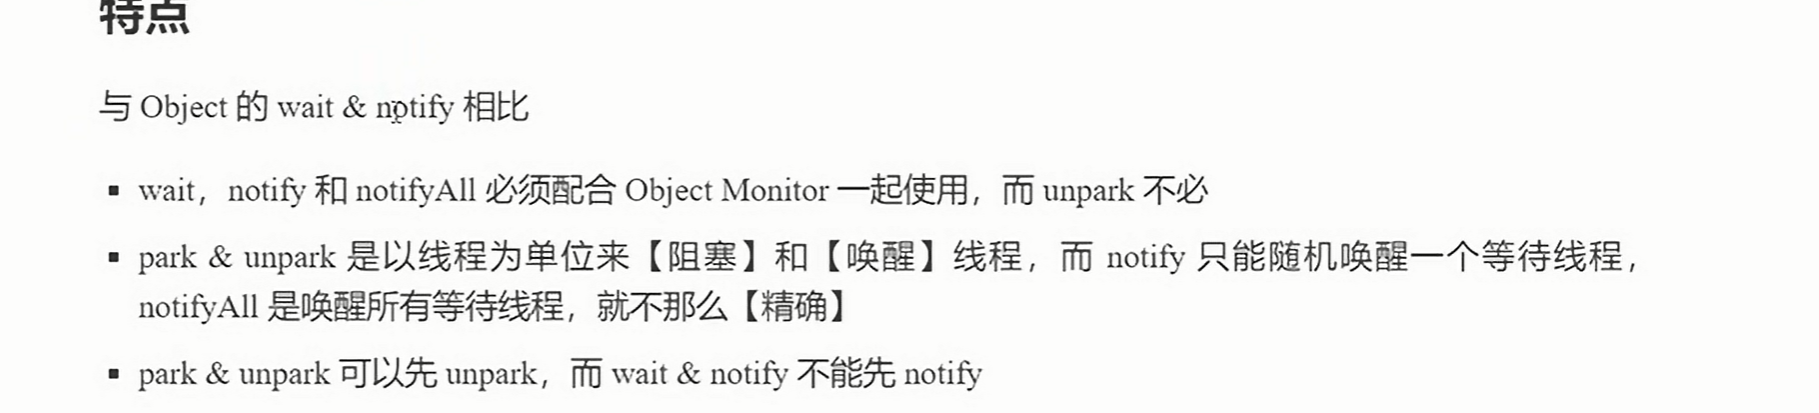 特点
与 Object 的 wait & notify 相比
▪ wait，notify 和 notifyAll 必须配合 Object Monitor 一起使用，而 unpark 不必
▪ park & unpark 是以线程为单位来【阻塞】和【唤醒】线程，而 notify 只能随机唤醒一个等待线程，
notifyAll 是唤醒所有等待线程，就不那么【精确】
▪ park & unpark 可以先 unpark，而 wait & notify 不能先 notify